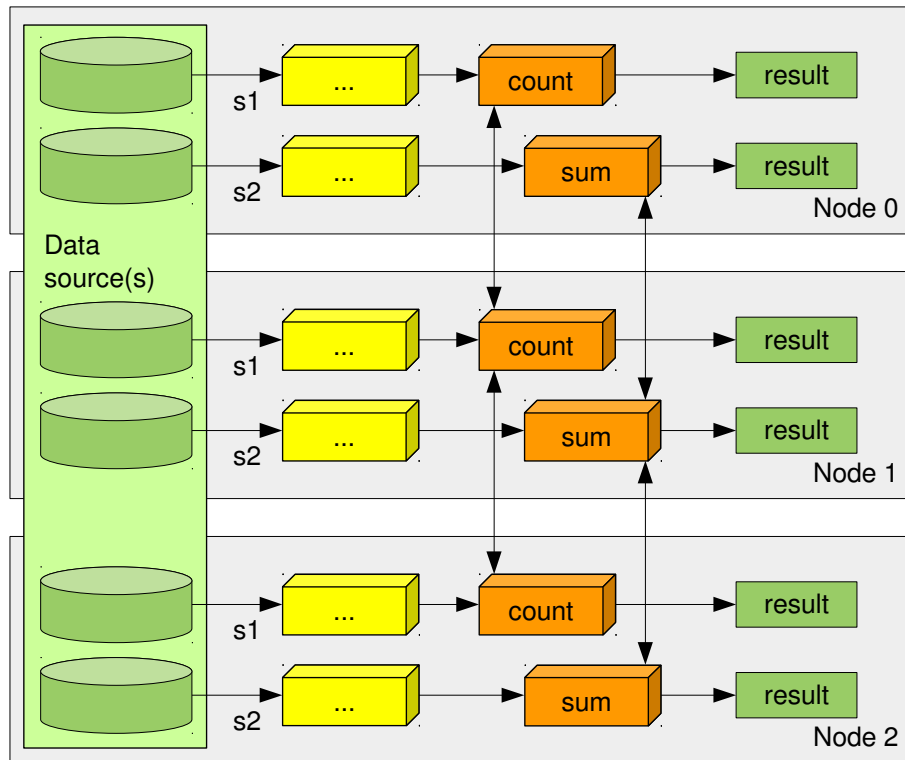 ... count result
s1
... sum result
s2
Node 0
Data
source(s)
... count result
s1
... sum result
s2
Node 1
... count result
s1
... sum result
s2
Node 2